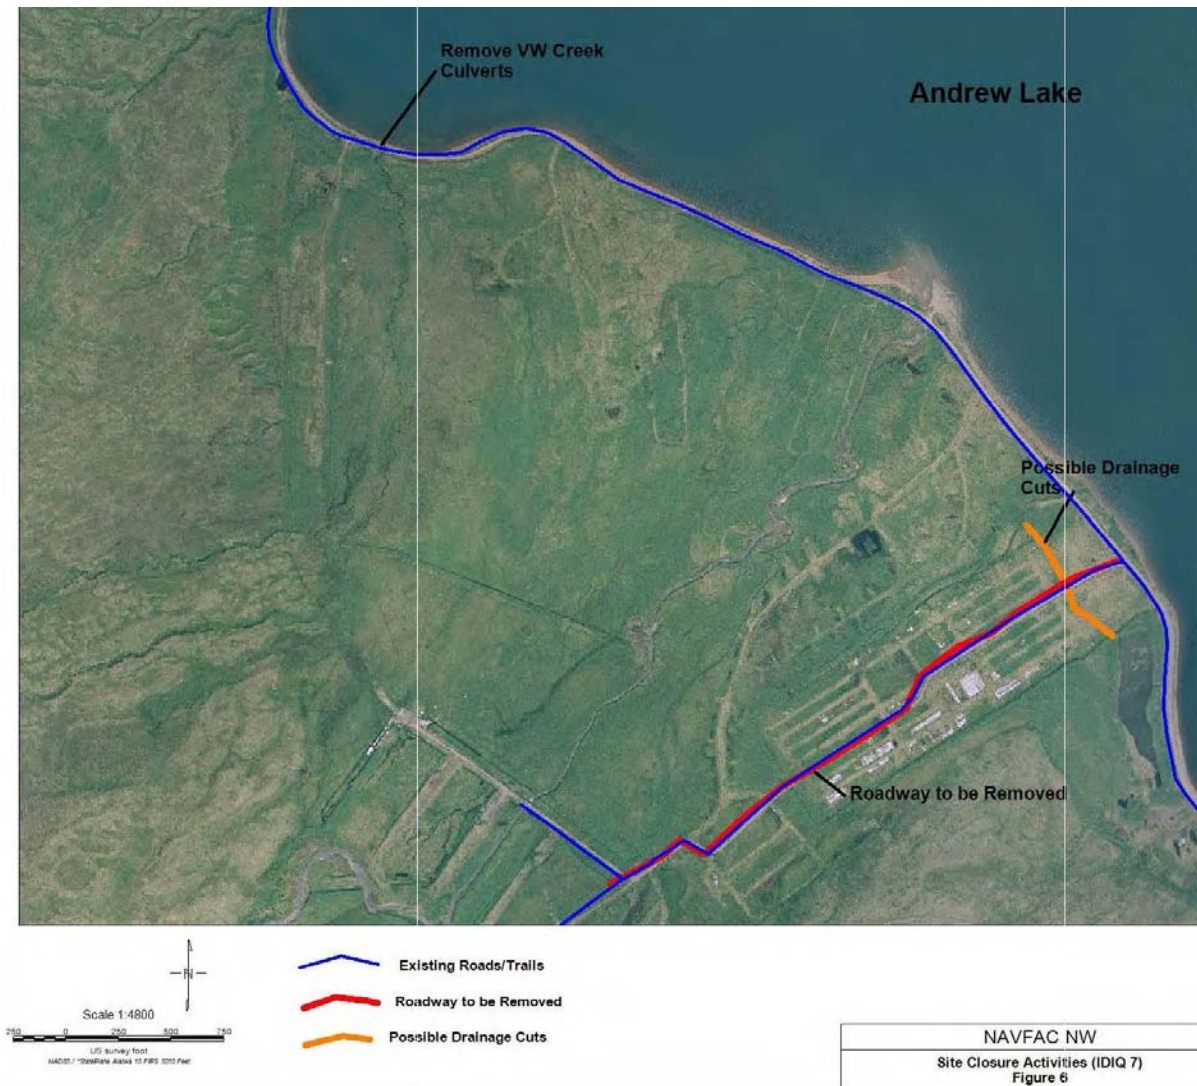 Remove VW Creek
Culverts
Andrew Lake
Possible Drainage
Cuts
Roadway to be Removed
N
Scale 1:4800
250 0 250 500 750
US survey foot
Existing Roads/Trails
Roadway to be Removed
Possible Drainage Cuts
NAVFAC NW
Site Closure Activities (IDIQ 7)
Figure 6